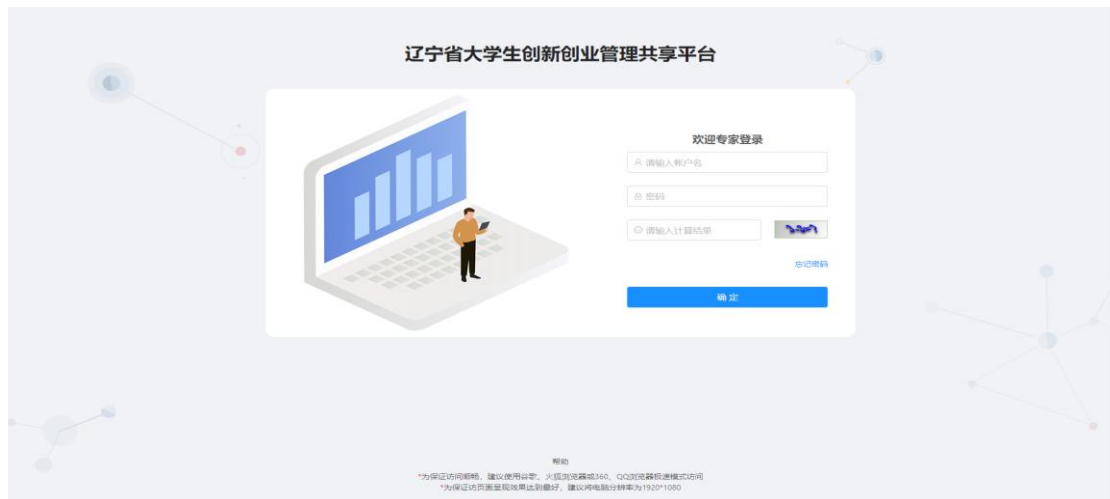 辽宁省大学生创新创业管理共享平台
欢迎专家登录
请输入帐户名
密码
请输入计算结果
忘记密码
确 定
帮助
*为保证访问顺畅，建议使用谷歌、火狐浏览器或360、QQ浏览器极速模式访问
*为保证访页面呈现效果达到最好，建议将电脑分辨率为1920*1080